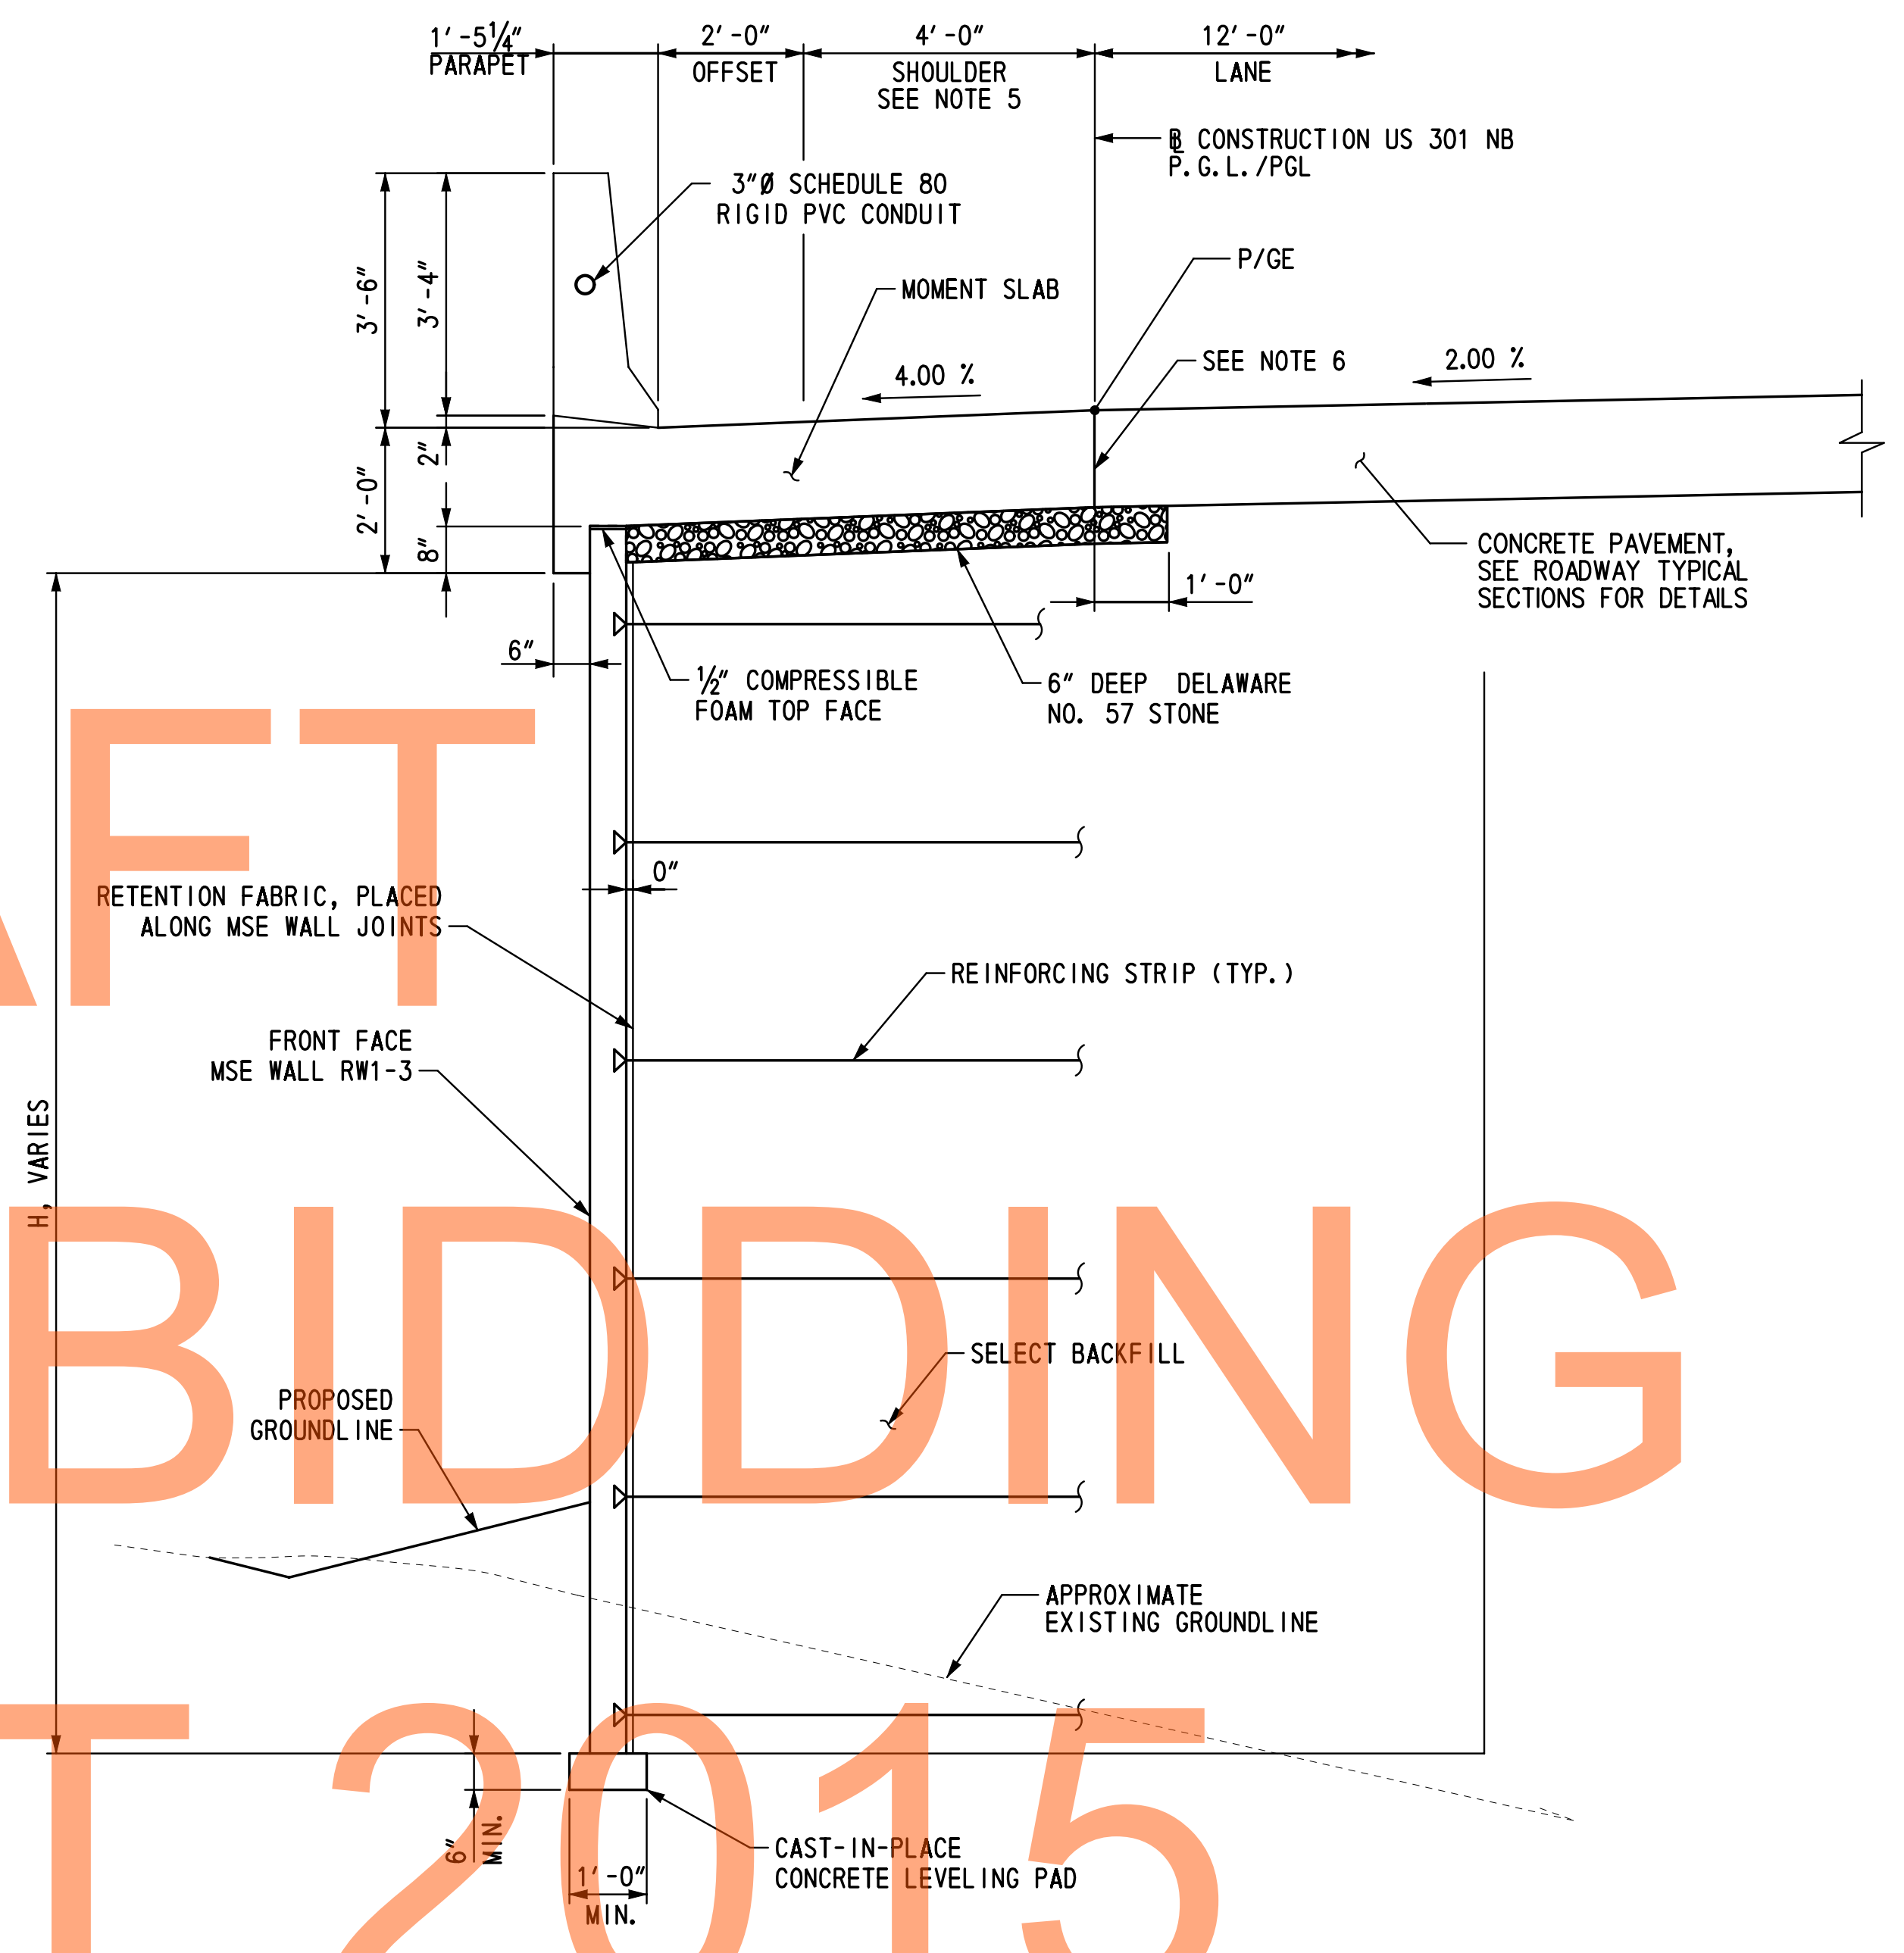 1'-5 1/4"
PARAPET
2'-0"
OFFSET
4'-0"
SHOULDER
SEE NOTE 5
12'-0"
LANE
℄ CONSTRUCTION US 301 NB
P.G.L./PGL
3"Ø SCHEDULE 80
RIGID PVC CONDUIT
P/GE
MOMENT SLAB
3'-6"
3'-4"
SEE NOTE 6
4.00 %
2.00 %
2"
2'-0"
8"
CONCRETE PAVEMENT,
SEE ROADWAY TYPICAL
SECTIONS FOR DETAILS
1'-0"
6"
1/2" COMPRESSIBLE
FOAM TOP FACE
6" DEEP DELAWARE
NO. 57 STONE
AFT
0"
RETENTION FABRIC, PLACED
ALONG MSE WALL JOINTS
REINFORCING STRIP (TYP.)
FRONT FACE
MSE WALL RW1-3
H, VARIES
BIDDING
SELECT BACKFILL
PROPOSED
GROUNDLINE
APPROXIMATE
EXISTING GROUNDLINE
T 2015
6"
MIN.
1'-0"
MIN.
CAST-IN-PLACE
CONCRETE LEVELING PAD